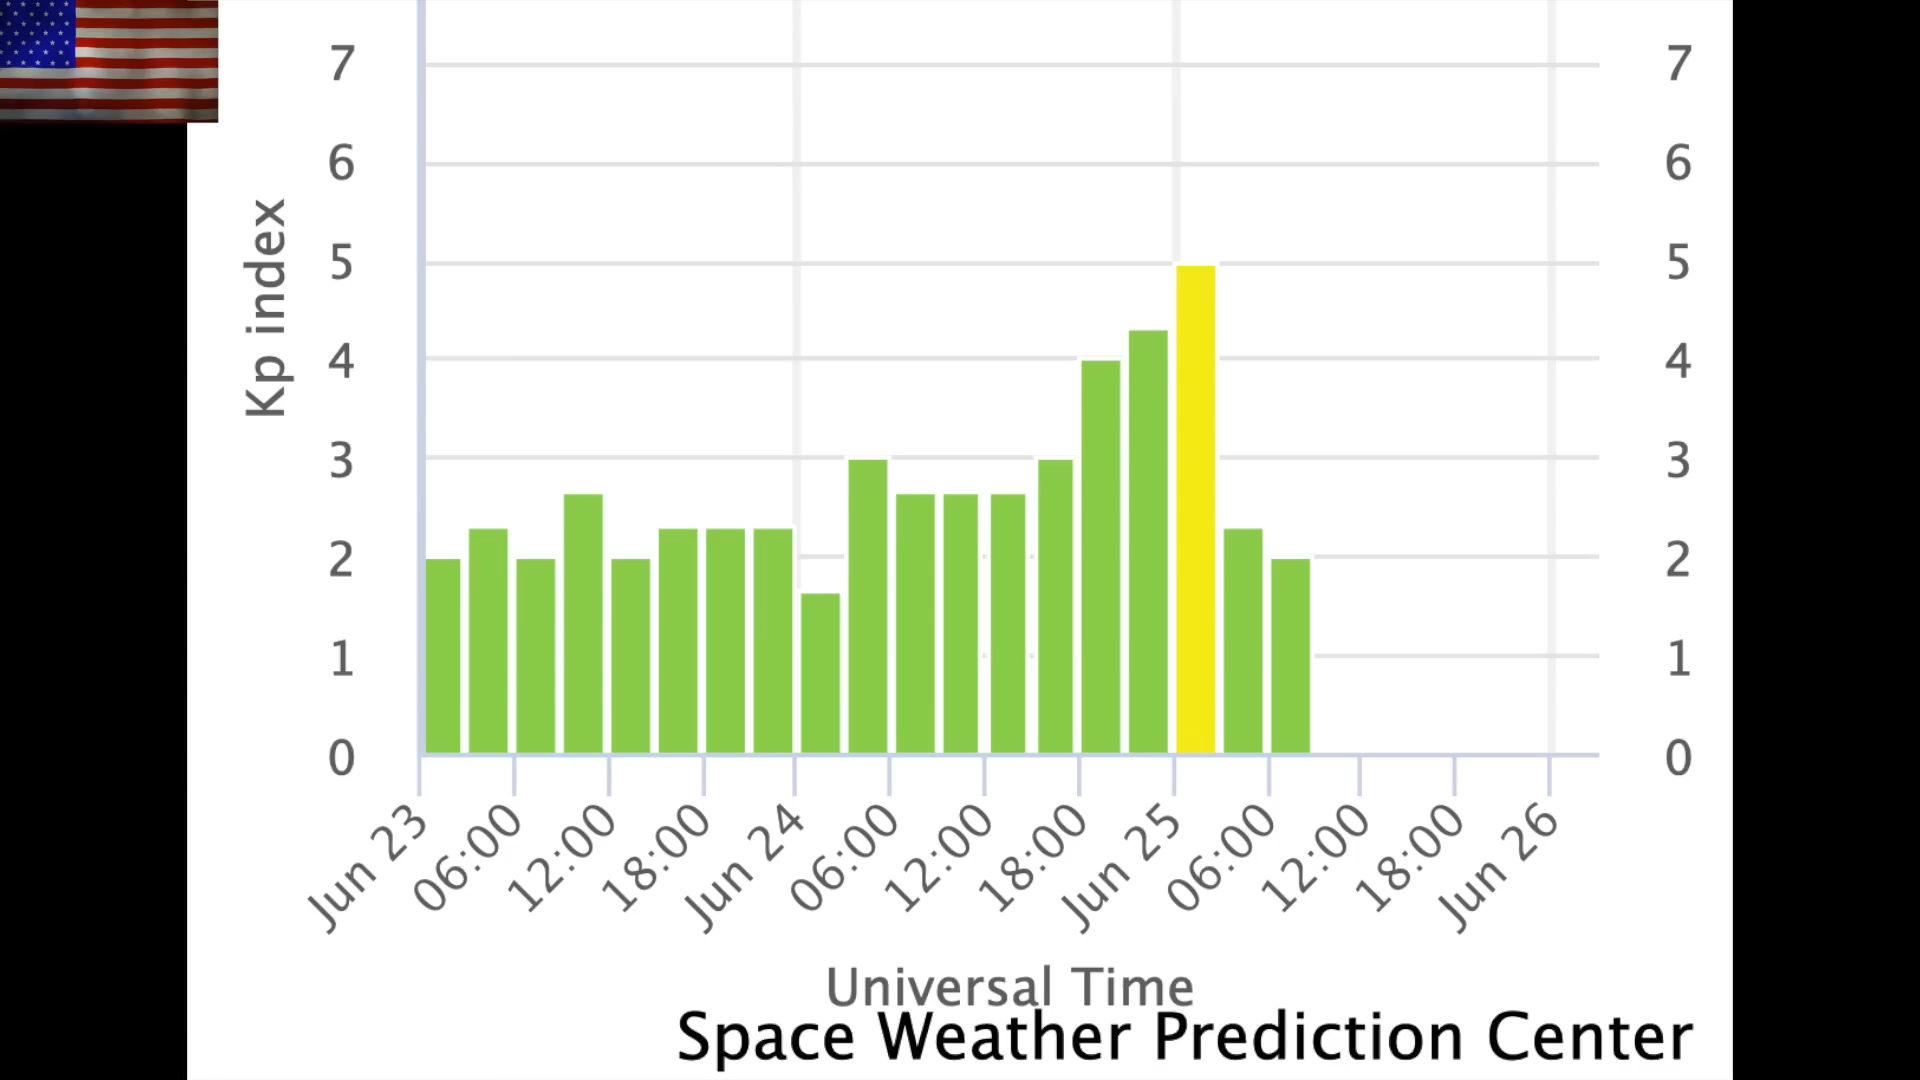 7 7
6 6
5 5
Kp index
4 4
3 3
2 2
1 1
0 0
Jun 23 06:00 12:00 18:00 Jun 24 06:00 12:00 18:00 Jun 25 06:00 12:00 18:00 Jun 26
Universal Time
Space Weather Prediction Center